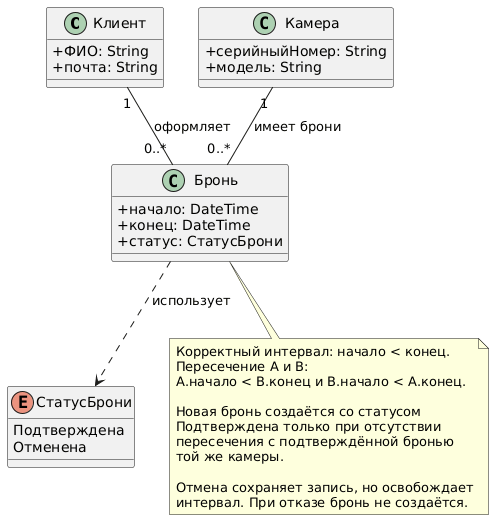 C Клиент
+ФИО: String
+почта: String
C Камера
+серийныйНомер: String
+модель: String
1
1
оформляет
имеет брони
0..*
0..*
C Бронь
+начало: DateTime
+конец: DateTime
+статус: СтатусБрони
использует
E СтатусБрони
Подтверждена
Отменена
Корректный интервал: начало < конец.
Пересечение A и B:
A.начало < B.конец и B.начало < A.конец.
Новая бронь создаётся со статусом
Подтверждена только при отсутствии
пересечения с подтверждённой бронью
той же камеры.
Отмена сохраняет запись, но освобождает
интервал. При отказе бронь не создаётся.